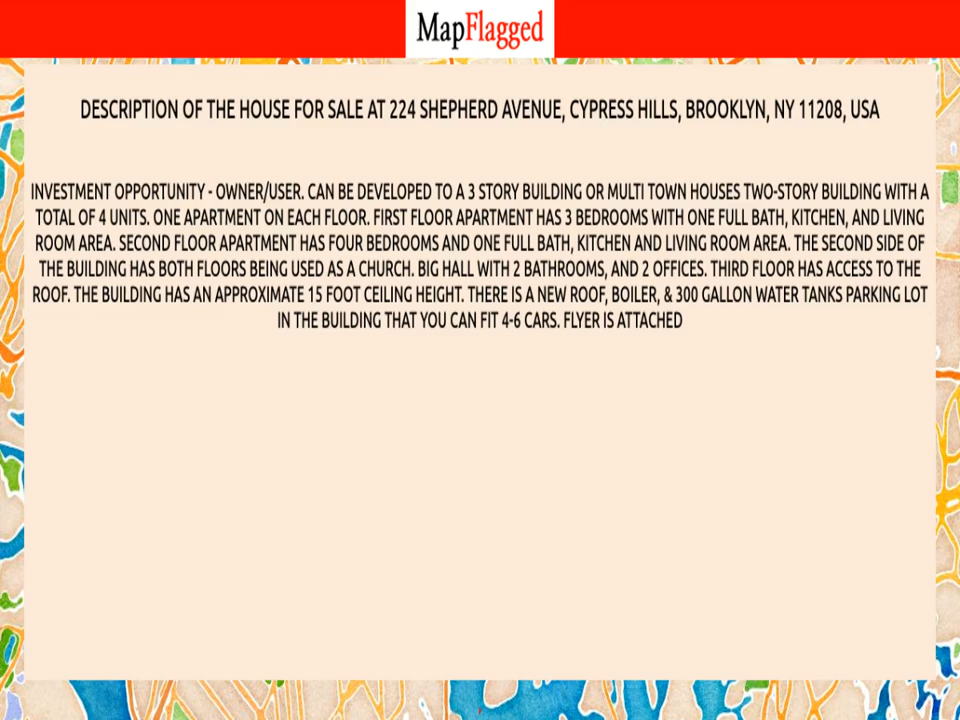 MapFlagged
DESCRIPTION OF THE HOUSE FOR SALE AT 224 SHEPHERD AVENUE, CYPRESS HILLS, BROOKLYN, NY 11208, USA
INVESTMENT OPPORTUNITY - OWNER/USER. CAN BE DEVELOPED TO A 3 STORY BUILDING OR MULTI TOWN HOUSES TWO-STORY BUILDING WITH A
TOTAL OF 4 UNITS. ONE APARTMENT ON EACH FLOOR. FIRST FLOOR APARTMENT HAS 3 BEDROOMS WITH ONE FULL BATH, KITCHEN, AND LIVING
ROOM AREA. SECOND FLOOR APARTMENT HAS FOUR BEDROOMS AND ONE FULL BATH, KITCHEN AND LIVING ROOM AREA. THE SECOND SIDE OF
THE BUILDING HAS BOTH FLOORS BEING USED AS A CHURCH. BIG HALL WITH 2 BATHROOMS, AND 2 OFFICES. THIRD FLOOR HAS ACCESS TO THE
ROOF. THE BUILDING HAS AN APPROXIMATE 15 FOOT CEILING HEIGHT. THERE IS A NEW ROOF, BOILER, & 300 GALLON WATER TANKS PARKING LOT
IN THE BUILDING THAT YOU CAN FIT 4-6 CARS. FLYER IS ATTACHED